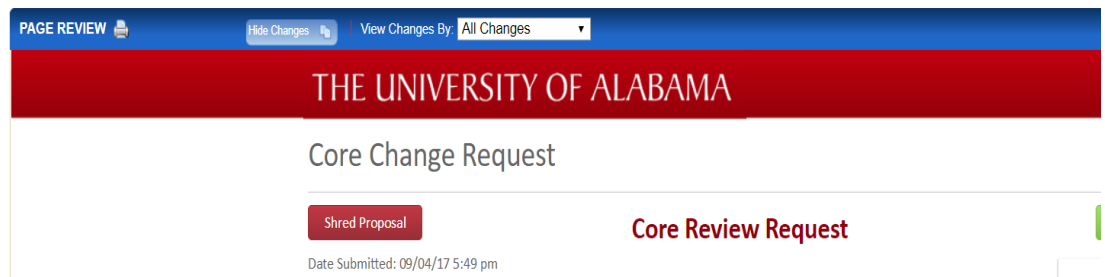 PAGE REVIEW Hide Changes View Changes By: All Changes
THE UNIVERSITY OF ALABAMA
Core Change Request
Shred Proposal Core Review Request
Date Submitted: 09/04/17 5:49 pm